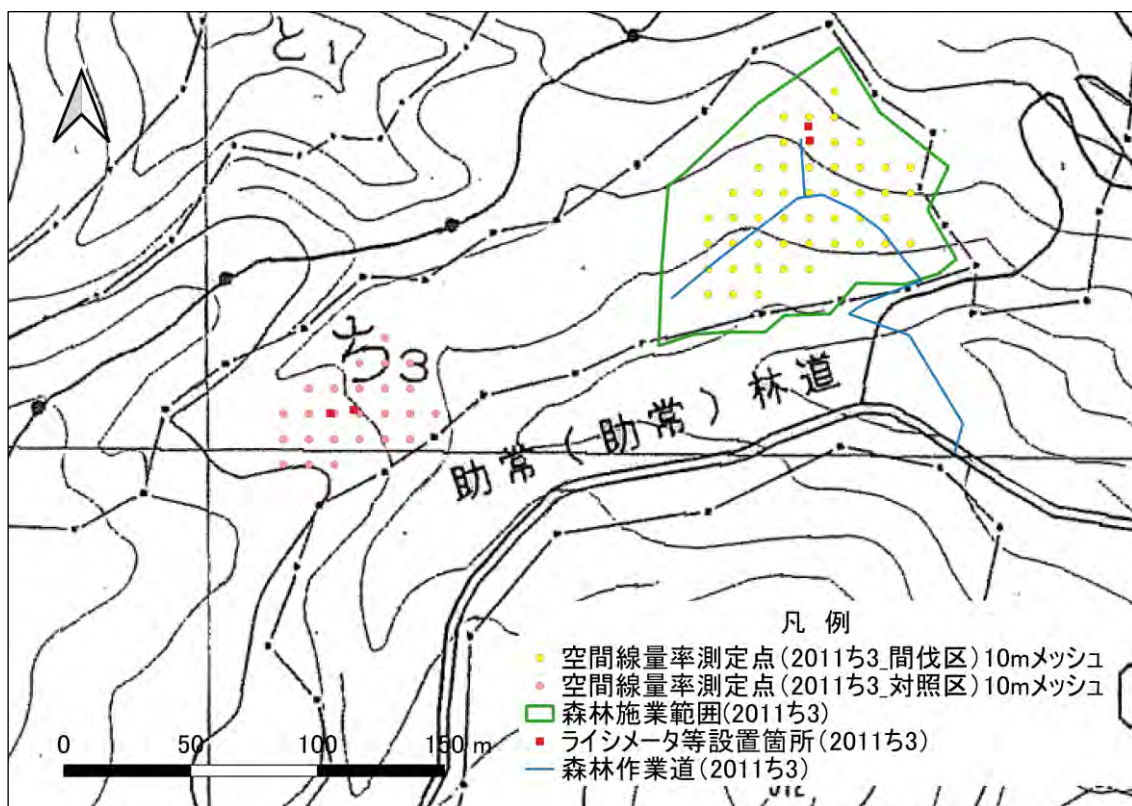 と1
ち3
助常(助常)林道
凡 例
空間線量率測定点(2011ち3_間伐区)10mメッシュ
空間線量率測定点(2011ち3_対照区)10mメッシュ
森林施業範囲(2011ち3)
ライシメータ等設置箇所(2011ち3)
森林作業道(2011ち3)
0 50 100 150 m